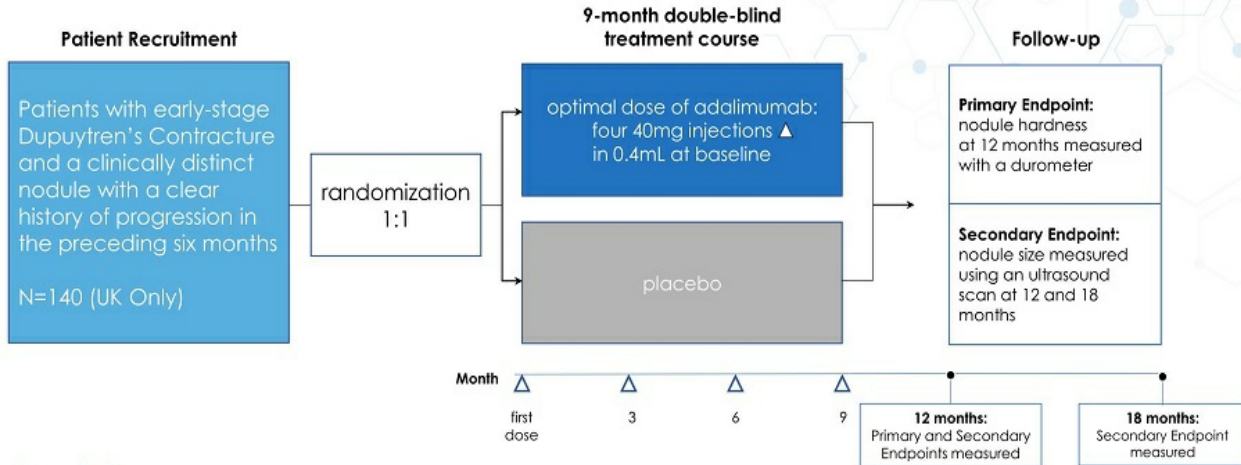 Patient Recruitment
Patients with early-stage
Dupuytren's Contracture
and a clinically distinct
nodule with a clear
history of progression in
the preceding six months
N=140 (UK Only)
randomization
1:1
9-month double-blind
treatment course
optimal dose of adalimumab:
four 40mg injections △
in 0.4mL at baseline
placebo
Follow-up
Primary Endpoint:
nodule hardness
at 12 months measured
with a durometer
Secondary Endpoint:
nodule size measured
using an ultrasound
scan at 12 and 18
months
Month
first
dose
3
6
9
12 months:
Primary and Secondary
Endpoints measured
18 months:
Secondary Endpoint
measured